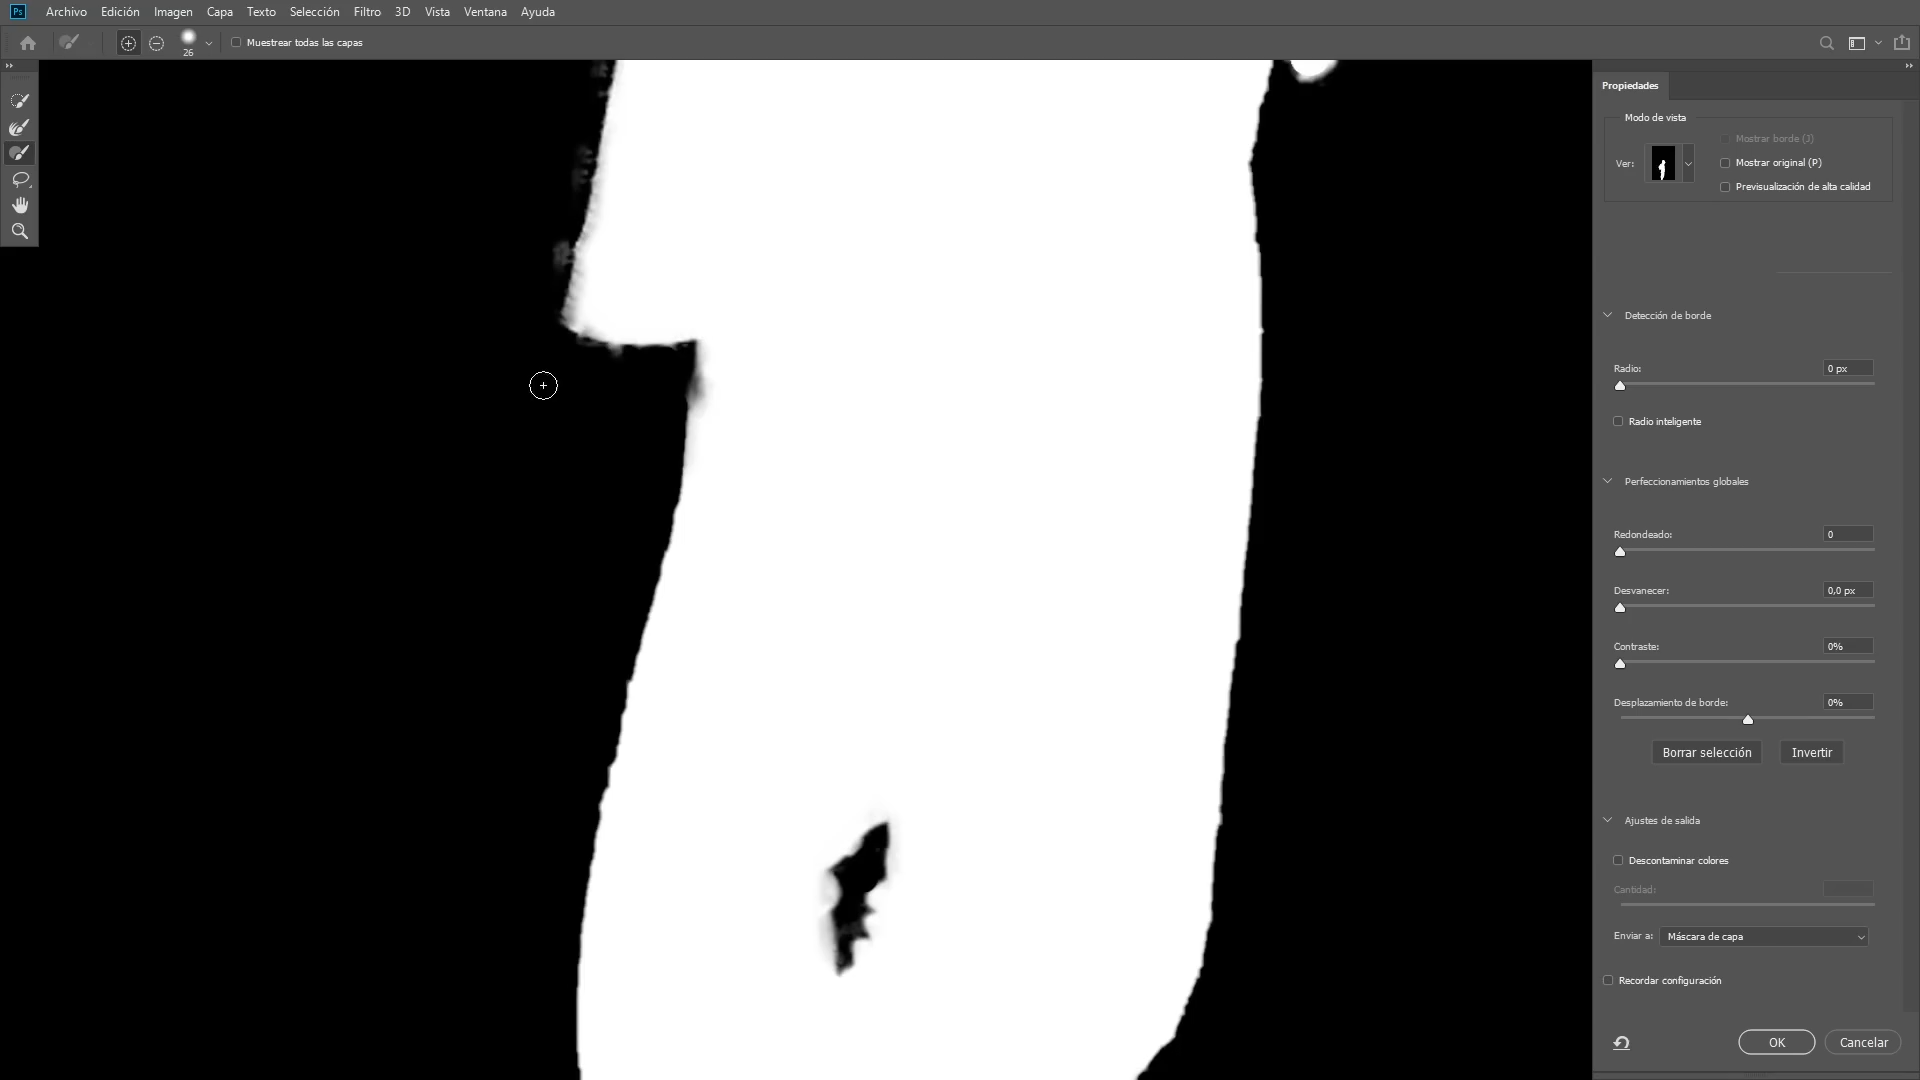 Ps Archivo Edición Imagen Capa Texto Selección Filtro 3D Vista Ventana Ayuda
26 Muestrear todas las capas
Propiedades
Modo de vista
Mostrar borde (J)
Ver: Mostrar original (P)
Previsualización de alta calidad
Detección de borde
Radio: 0 px
Radio inteligente
Perfeccionamientos globales
Redondeado: 0
Desvanecer: 0,0 px
Contraste: 0%
Desplazamiento de borde: 0%
Borrar selección Invertir
Ajustes de salida
Descontaminar colores
Cantidad:
Enviar a: Máscara de capa
Recordar configuración
OK Cancelar